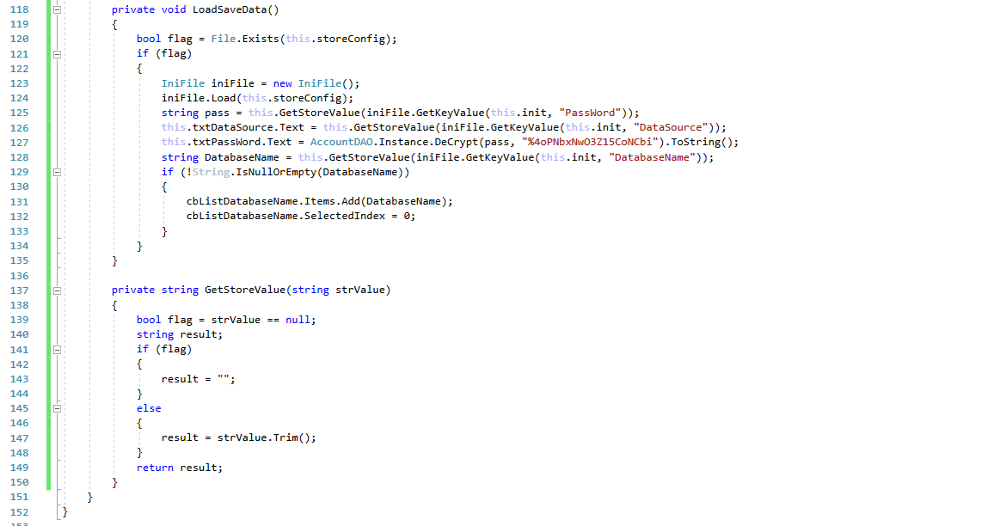 118 private void LoadSaveData()
119 {
120 bool flag = File.Exists(this.storeConfig);
121 if (flag)
122 {
123 IniFile iniFile = new IniFile();
124 iniFile.Load(this.storeConfig);
125 string pass = this.GetStoreValue(iniFile.GetKeyValue(this.init, "PassWord"));
126 this.txtDataSource.Text = this.GetStoreValue(iniFile.GetKeyValue(this.init, "DataSource"));
127 this.txtPassWord.Text = AccountDAO.Instance.DeCrypt(pass, "%4oPNbxNwO3Z15CoNCbi").ToString();
128 string DatabaseName = this.GetStoreValue(iniFile.GetKeyValue(this.init, "DatabaseName"));
129 if (!String.IsNullOrEmpty(DatabaseName))
130 {
131 cbListDatabaseName.Items.Add(DatabaseName);
132 cbListDatabaseName.SelectedIndex = 0;
133 }
134 }
135 }
136
137 private string GetStoreValue(string strValue)
138 {
139 bool flag = strValue == null;
140 string result;
141 if (flag)
142 {
143 result = "";
144 }
145 else
146 {
147 result = strValue.Trim();
148 }
149 return result;
150 }
151 }
152 }
153